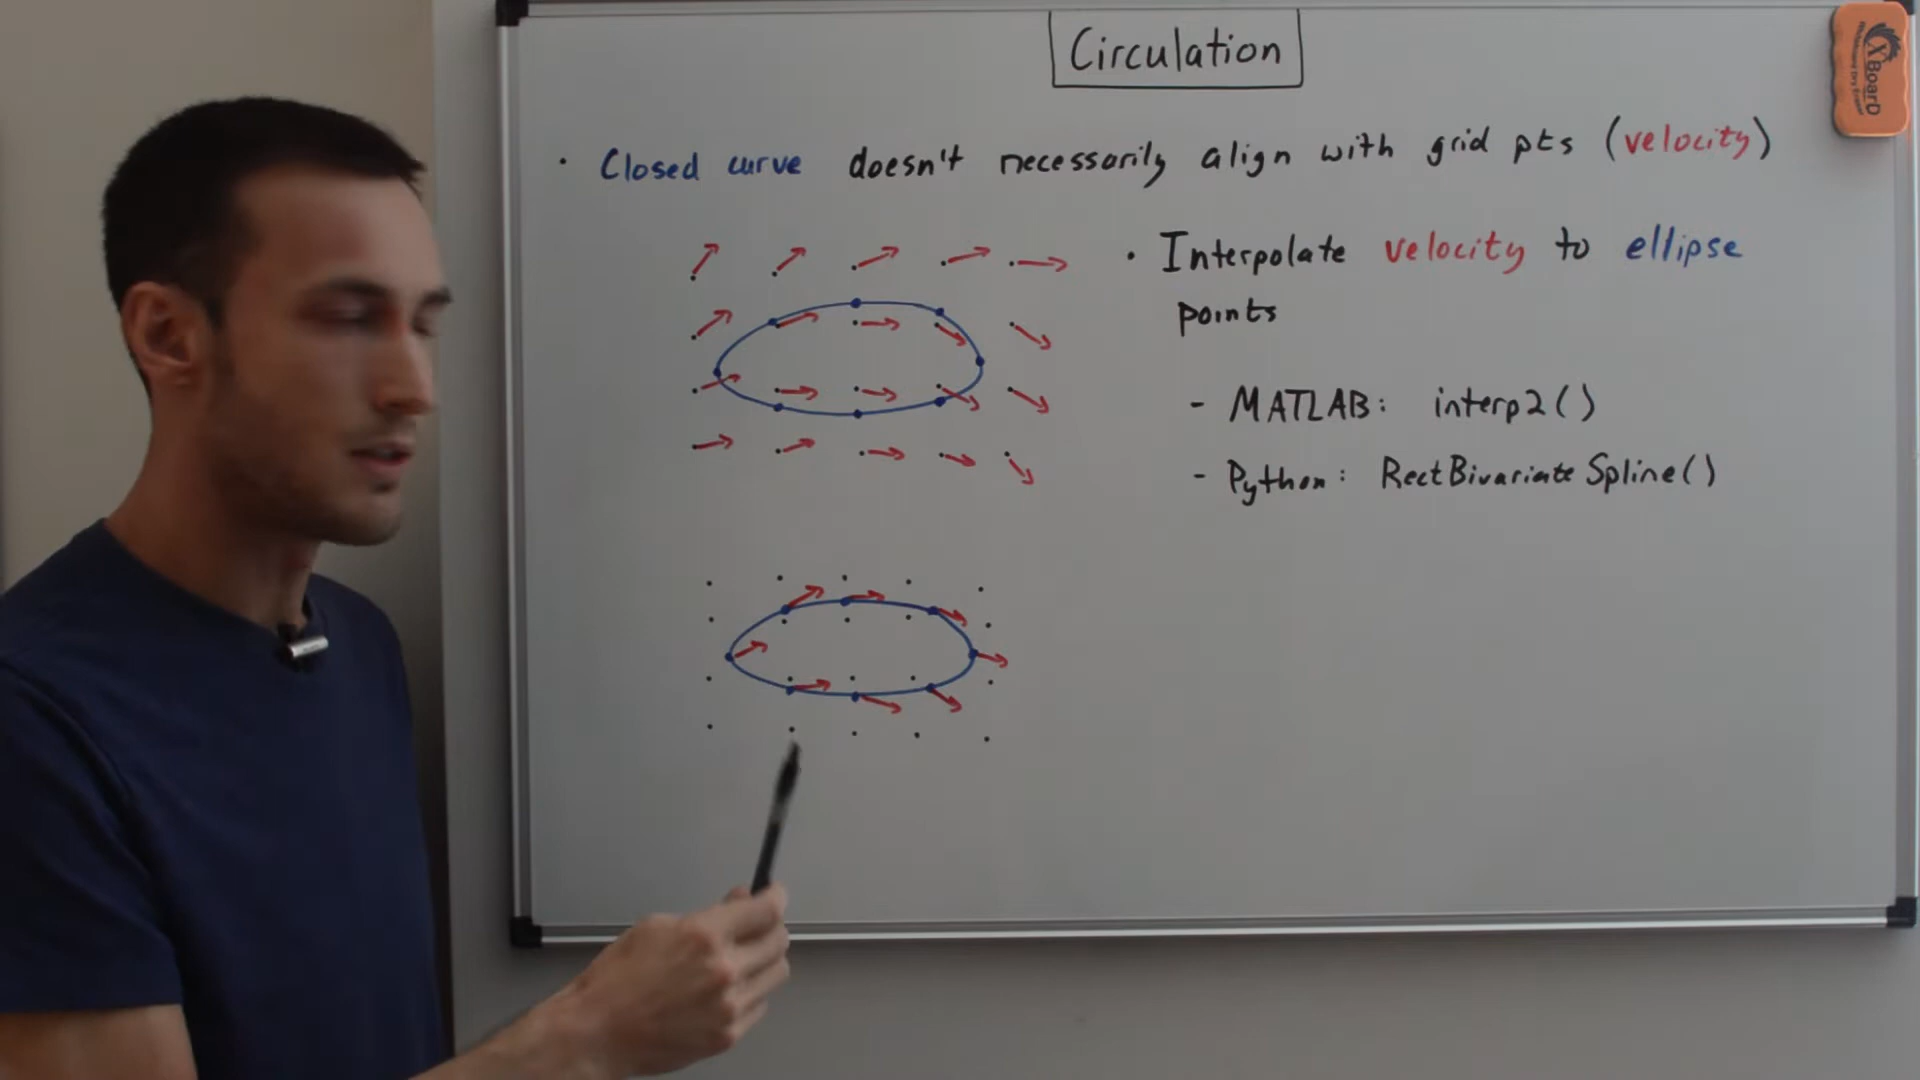 Circulation
XBoarD
• Closed curve doesn't necessarily align with grid pts (velocity)
• Interpolate velocity to ellipse
points
- MATLAB: interp2()
- Python: RectBivariateSpline()